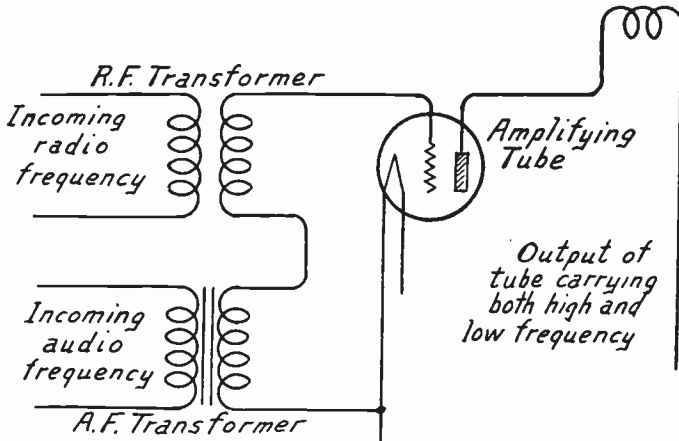 R.F. Transformer
Incoming
radio
frequency
Amplifying
Tube
Output of
tube carrying
both high and
low frequency
Incoming
audio
frequency
A.F. Transformer